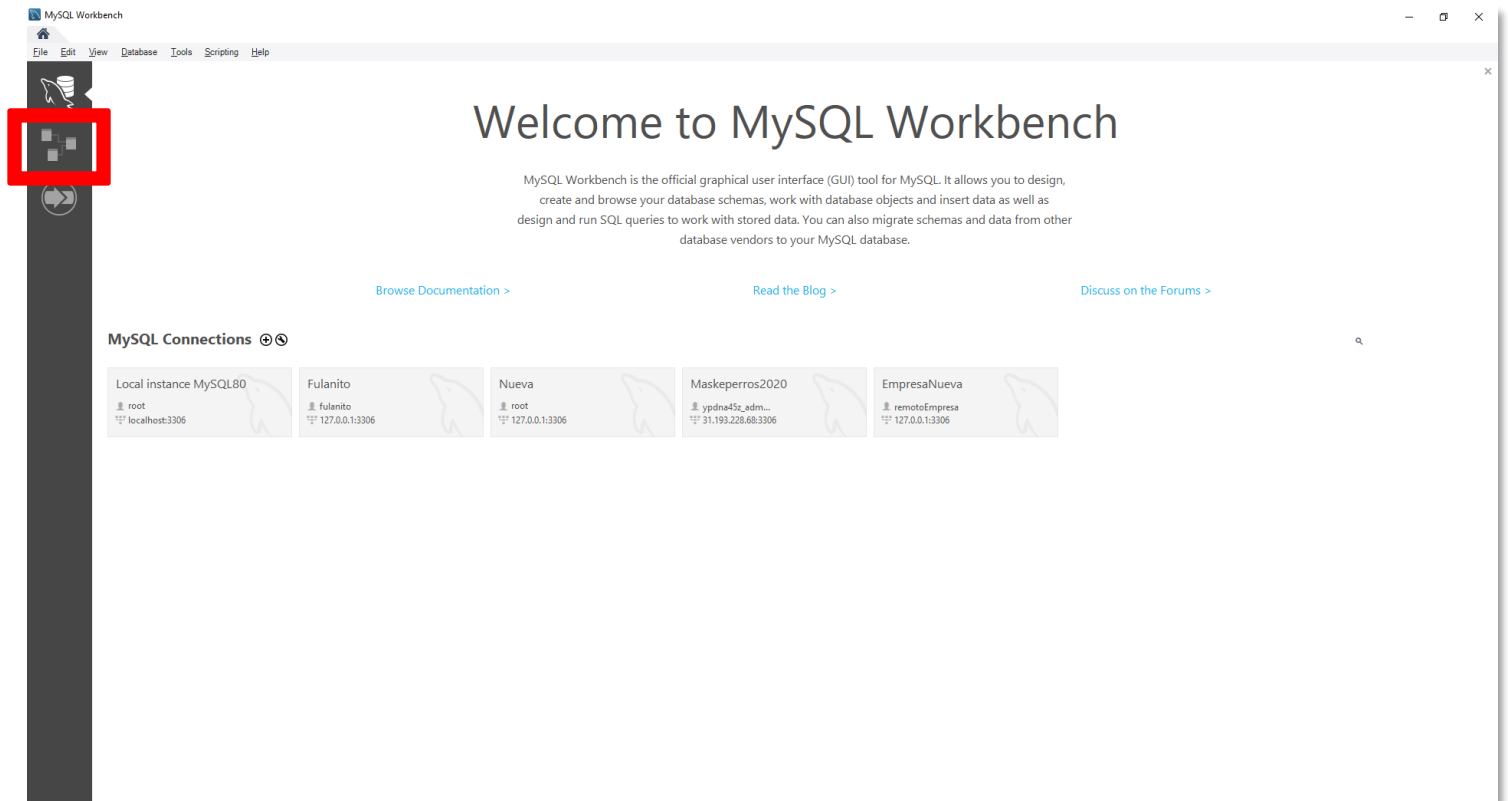 MySQL Workbench
File Edit View Database Tools Scripting Help
Welcome to MySQL Workbench
MySQL Workbench is the official graphical user interface (GUI) tool for MySQL. It allows you to design,
create and browse your database schemas, work with database objects and insert data as well as
design and run SQL queries to work with stored data. You can also migrate schemas and data from other
database vendors to your MySQL database.
Browse Documentation > Read the Blog > Discuss on the Forums >
MySQL Connections
Local instance MySQL80 Fulanito Nueva Maskeperros2020 EmpresaNueva
root fulanito root ypdna45z_adm... remotoEmpresa
localhost:3306 127.0.0.1:3306 127.0.0.1:3306 31.193.228.68:3306 127.0.0.1:3306